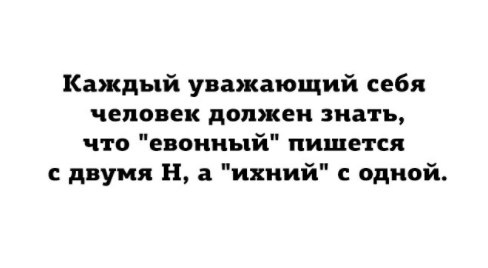 Каждый уважающий себя
человек должен знать,
что "евонный" пишется
с двумя Н, а "ихний" с одной.